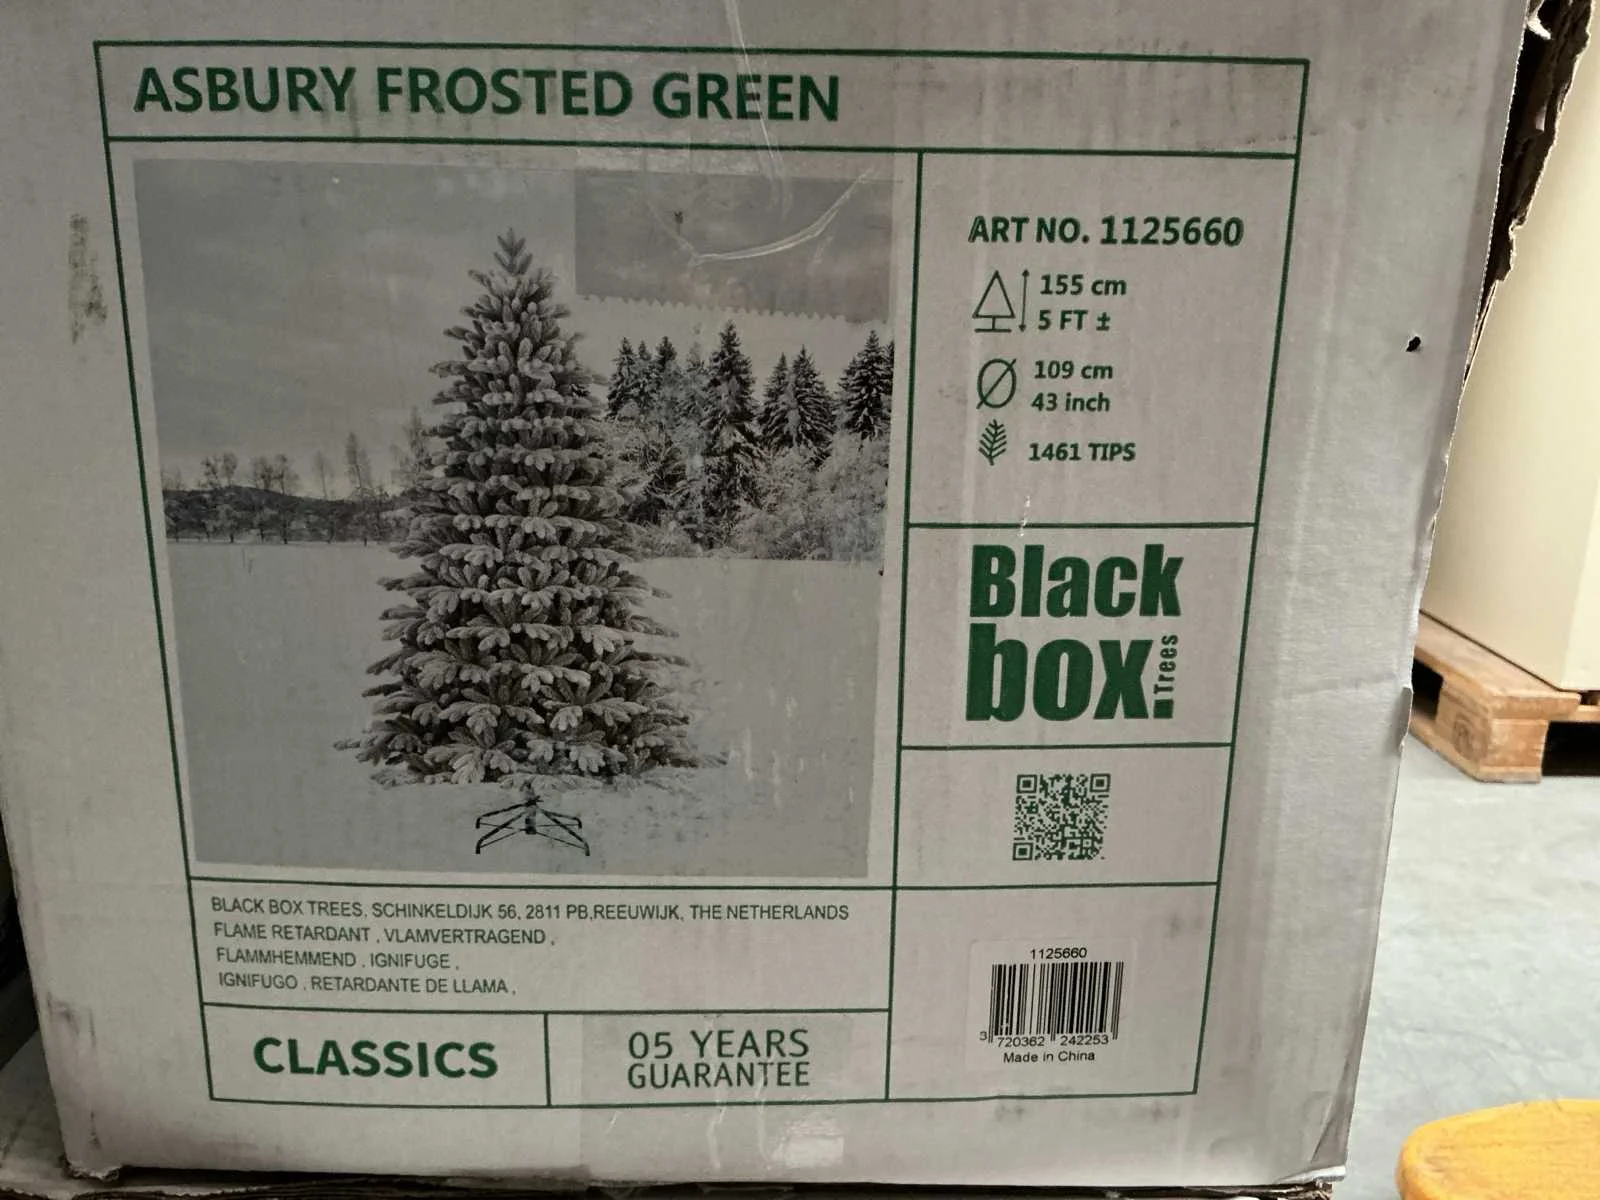 ASBURY FROSTED GREEN
ART NO. 1125660
155 cm
5 FT ±
109 cm
43 inch
1461 TIPS
Black
box.
Trees
BLACK BOX TREES, SCHINKELDIJK 56, 2811 PB,REEUWIJK, THE NETHERLANDS
FLAME RETARDANT , VLAMVERTRAGEND ,
FLAMMHEMMEND , IGNIFUGE ,
IGNIFUGO , RETARDANTE DE LLAMA ,
CLASSICS
05 YEARS
GUARANTEE
1125660
3 720362 242253
Made in China